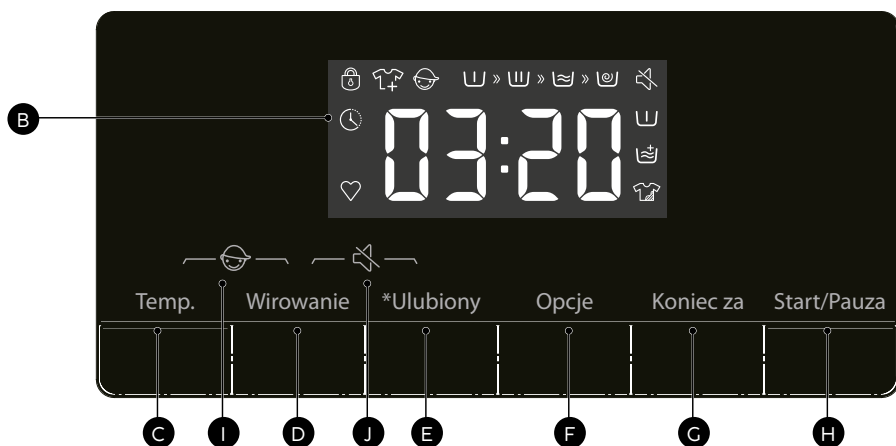 03:20
B
Temp.
Wirowanie
*Ulubiony
Opcje
Koniec za
Start/Pauza
C
I
D
J
E
F
G
H